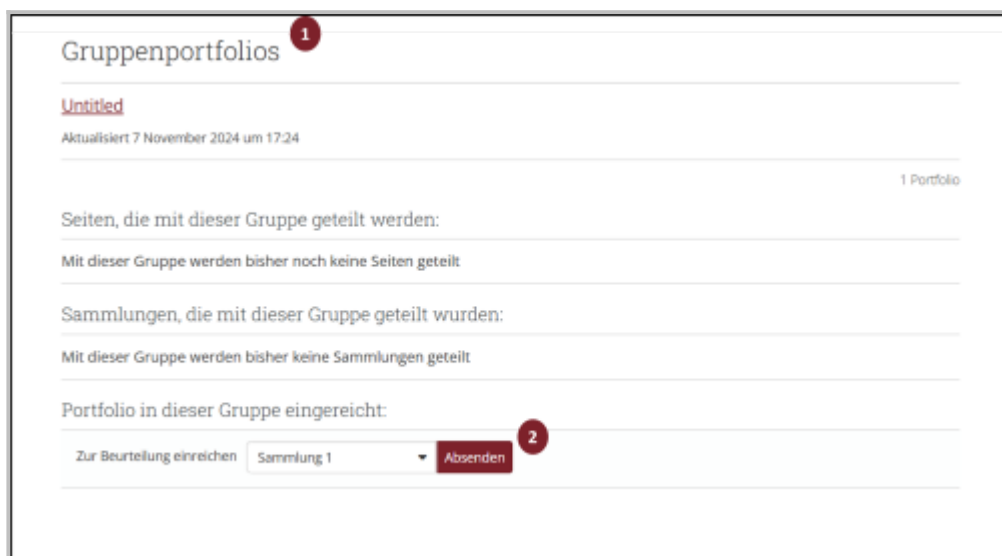 Gruppenportfolios 1
Untitled
Aktualisiert 7 November 2024 um 17:24
1 Portfolio
Seiten, die mit dieser Gruppe geteilt werden:
Mit dieser Gruppe werden bisher noch keine Seiten geteilt
Sammlungen, die mit dieser Gruppe geteilt wurden:
Mit dieser Gruppe werden bisher keine Sammlungen geteilt
Portfolio in dieser Gruppe eingereicht:
Zur Beurteilung einreichen Sammlung 1 Absenden 2